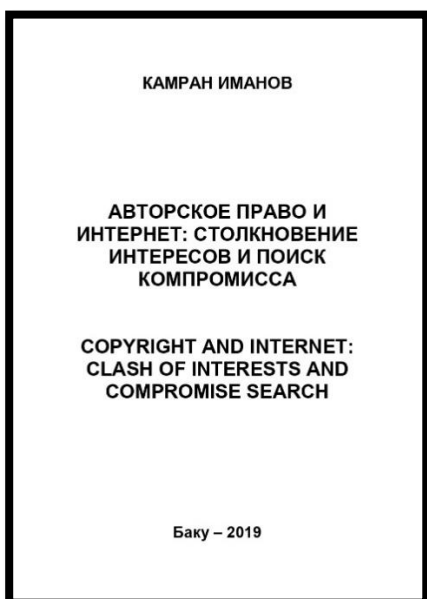 КАМРАН ИМАНОВ
АВТОРСКОЕ ПРАВО И
ИНТЕРНЕТ: СТОЛКНОВЕНИЕ
ИНТЕРЕСОВ И ПОИСК
КОМПРОМИССА
COPYRIGHT AND INTERNET:
CLASH OF INTERESTS AND
COMPROMISE SEARCH
Баку – 2019